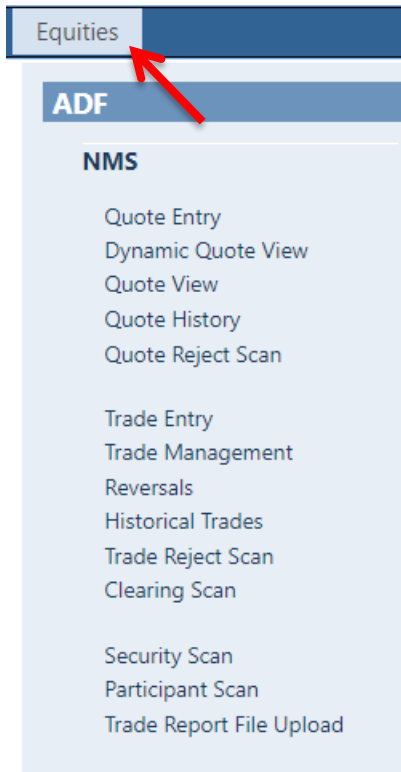 Equities
ADF
NMS
Quote Entry
Dynamic Quote View
Quote View
Quote History
Quote Reject Scan
Trade Entry
Trade Management
Reversals
Historical Trades
Trade Reject Scan
Clearing Scan
Security Scan
Participant Scan
Trade Report File Upload